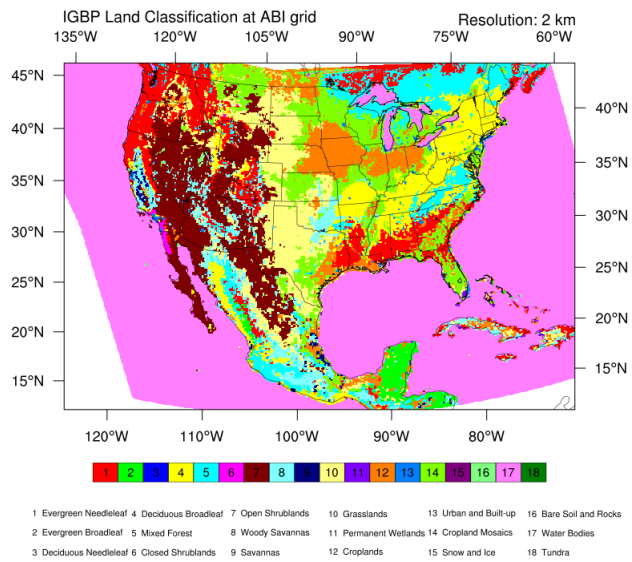 IGBP Land Classification at ABI grid
Resolution: 2 km
135°W 120°W 105°W 90°W 75°W 60°W
45°N
40°N
35°N
30°N
25°N
20°N
15°N
40°N
35°N
30°N
25°N
20°N
15°N
120°W 110°W 100°W 90°W 80°W
1 2 3 4 5 6 7 8 9 10 11 12 13 14 15 16 17 18
1 Evergreen Needleleaf 4 Deciduous Broadleaf 7 Open Shrublands 10 Grasslands 13 Urban and Built-up 16 Bare Soil and Rocks
2 Evergreen Broadleaf 5 Mixed Forest 8 Woody Savannas 11 Permanent Wetlands 14 Cropland Mosaics 17 Water Bodies
3 Deciduous Needleleaf 6 Closed Shrublands 9 Savannas 12 Croplands 15 Snow and Ice 18 Tundra